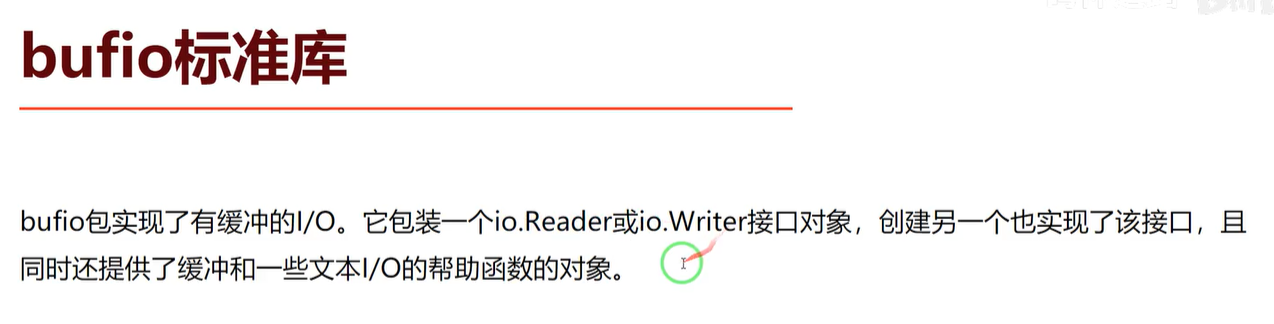 bufio标准库
bufio包实现了有缓冲的I/O。它包装一个io.Reader或io.Writer接口对象，创建另一个也实现了该接口，且
同时还提供了缓冲和一些文本I/O的帮助函数的对象。